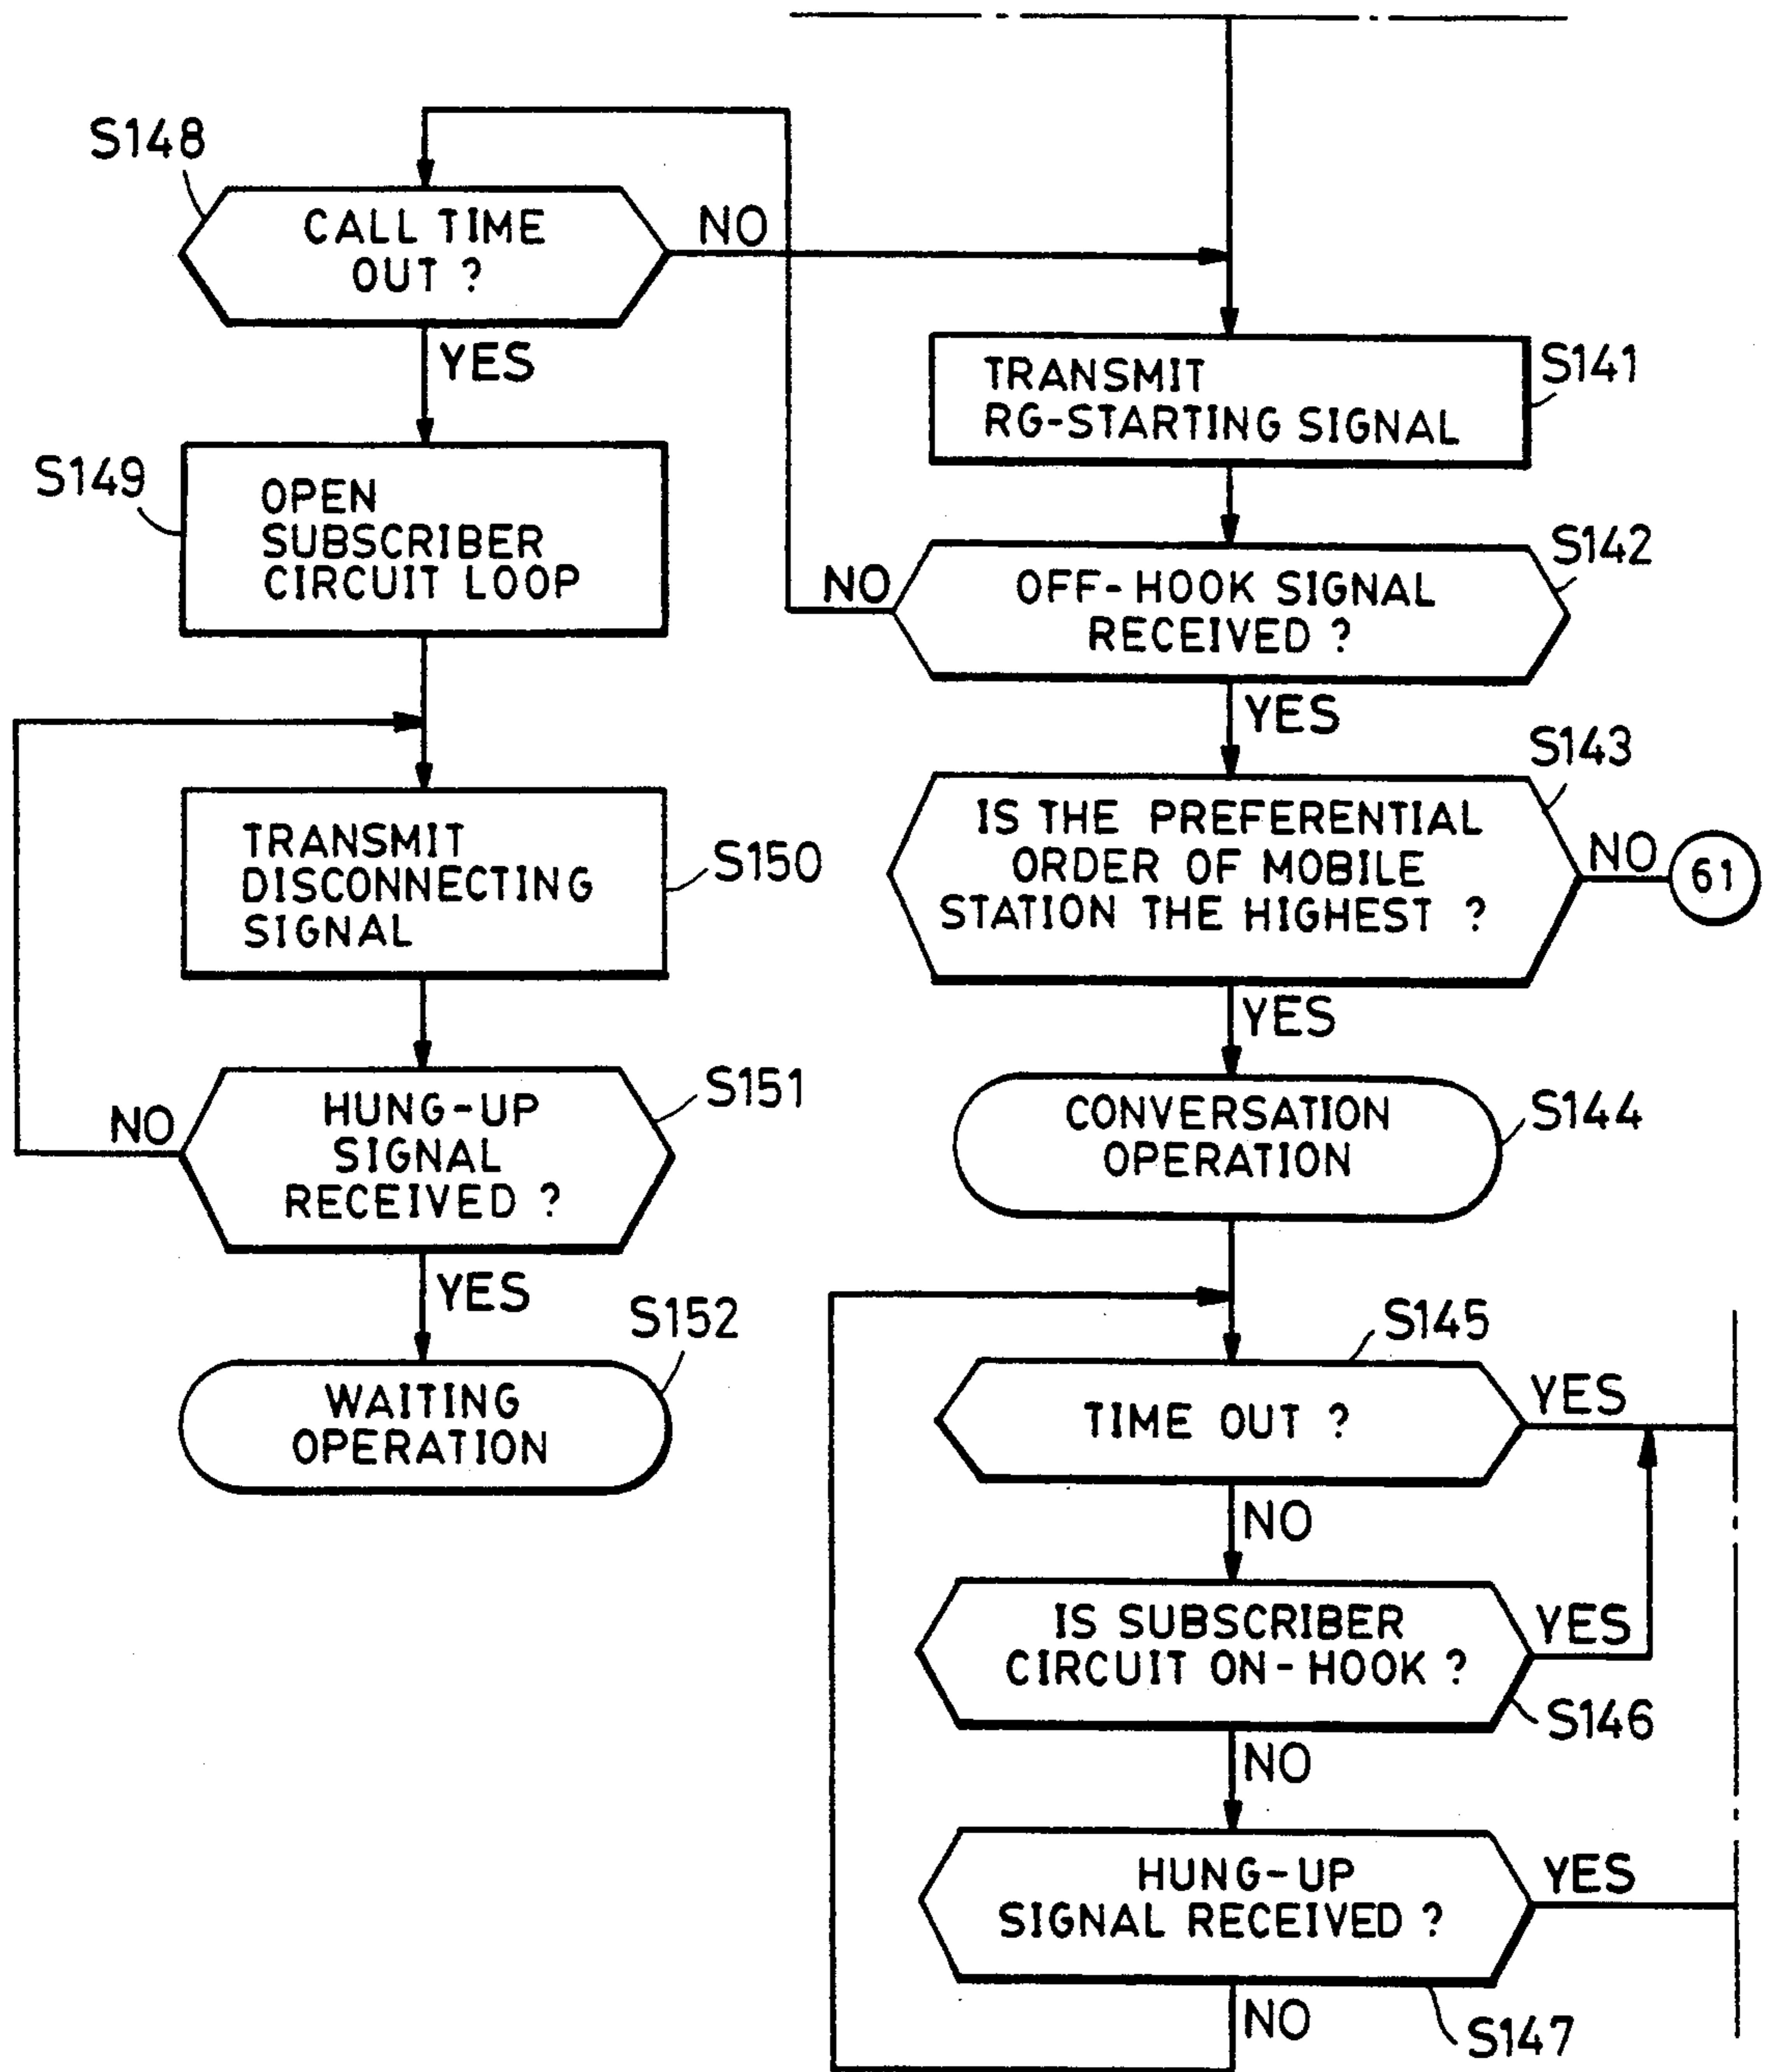 S148
CALL TIME
OUT ?
NO
YES
S141
TRANSMIT
RG-STARTING SIGNAL
S149
OPEN
SUBSCRIBER
CIRCUIT LOOP
S142
NO
OFF-HOOK SIGNAL
RECEIVED ?
YES
S143
IS THE PREFERENTIAL
ORDER OF MOBILE
STATION THE HIGHEST ?
NO
61
YES
TRANSMIT
DISCONNECTING
SIGNAL
S150
S151
NO
HUNG-UP
SIGNAL
RECEIVED ?
YES
CONVERSATION
OPERATION
S144
S152
WAITING
OPERATION
S145
TIME OUT ?
YES
NO
IS SUBSCRIBER
CIRCUIT ON-HOOK ?
YES
S146
NO
HUNG-UP
SIGNAL RECEIVED ?
YES
NO
S147